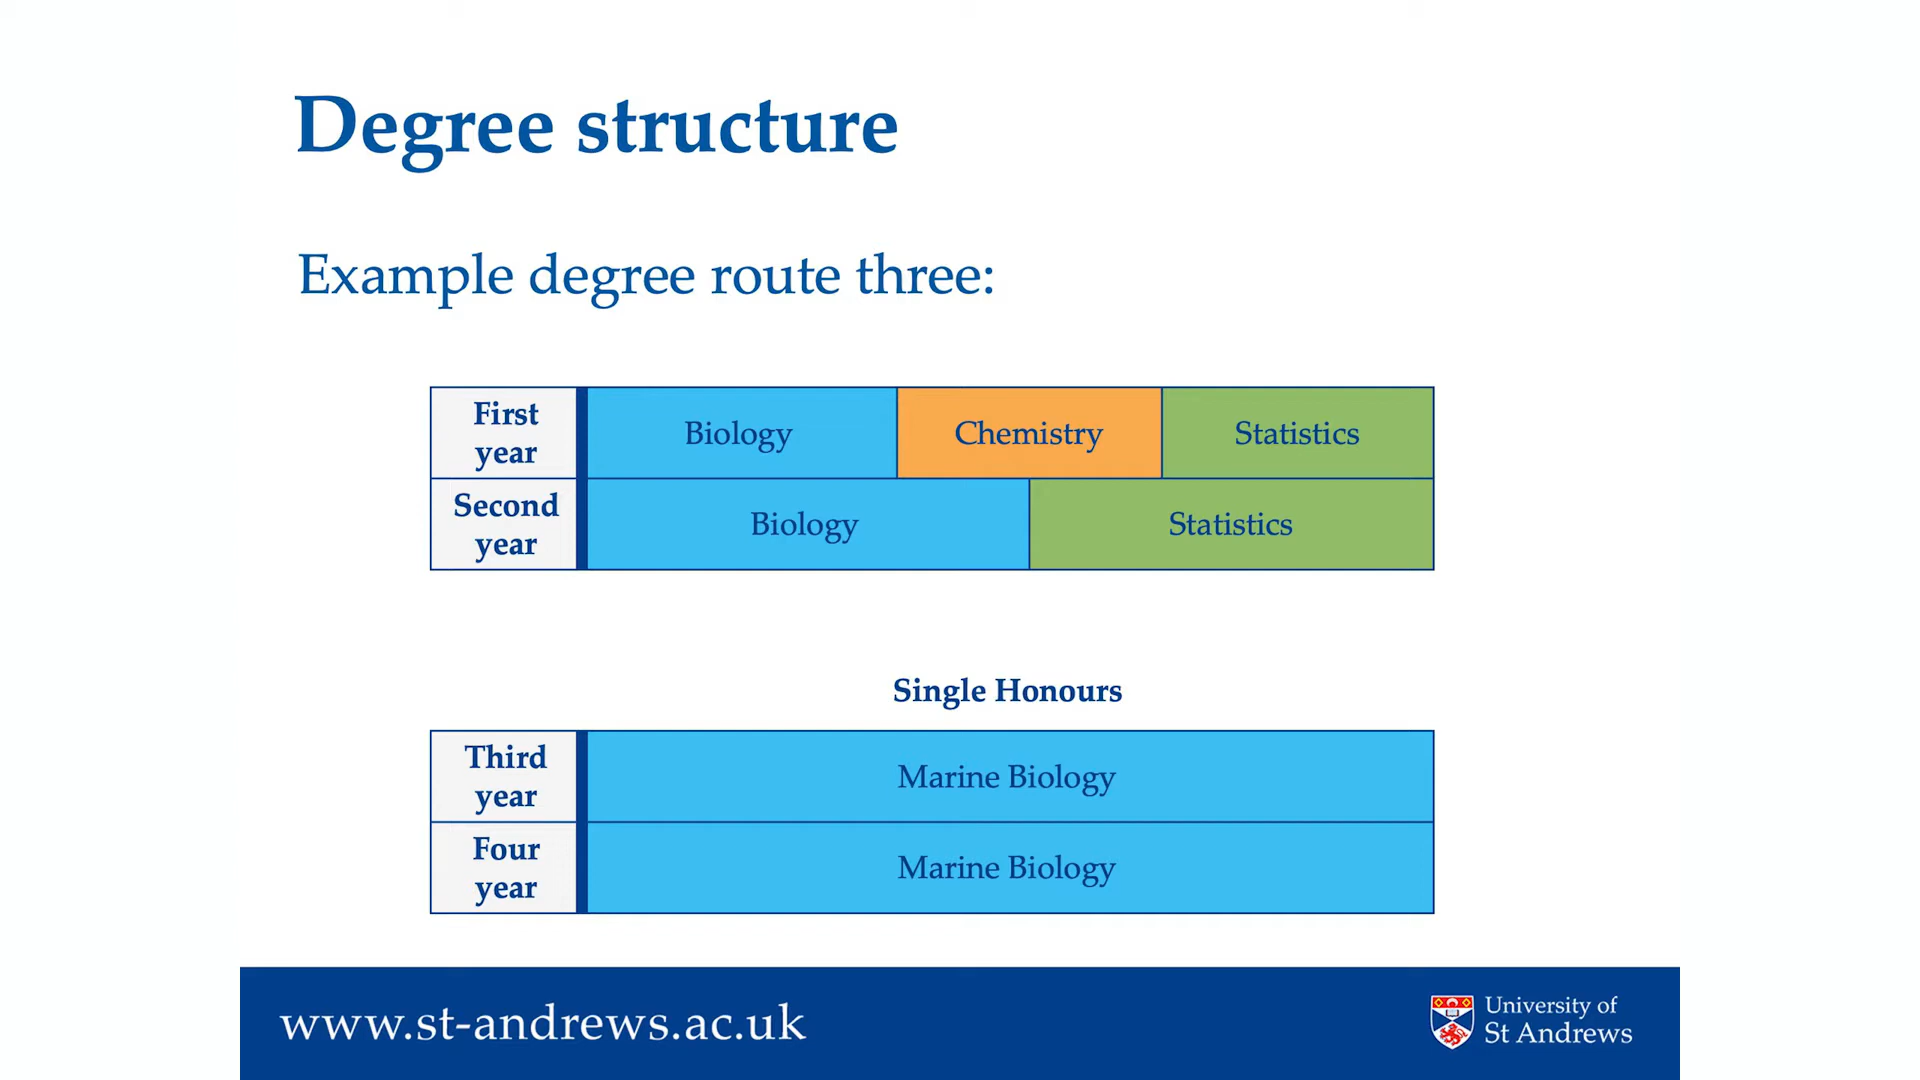 Degree structure
Example degree route three:
First
year
Biology
Chemistry
Statistics
Second
year
Biology
Statistics
Single Honours
Third
year
Marine Biology
Four
year
Marine Biology
www.st-andrews.ac.uk
University of
St Andrews